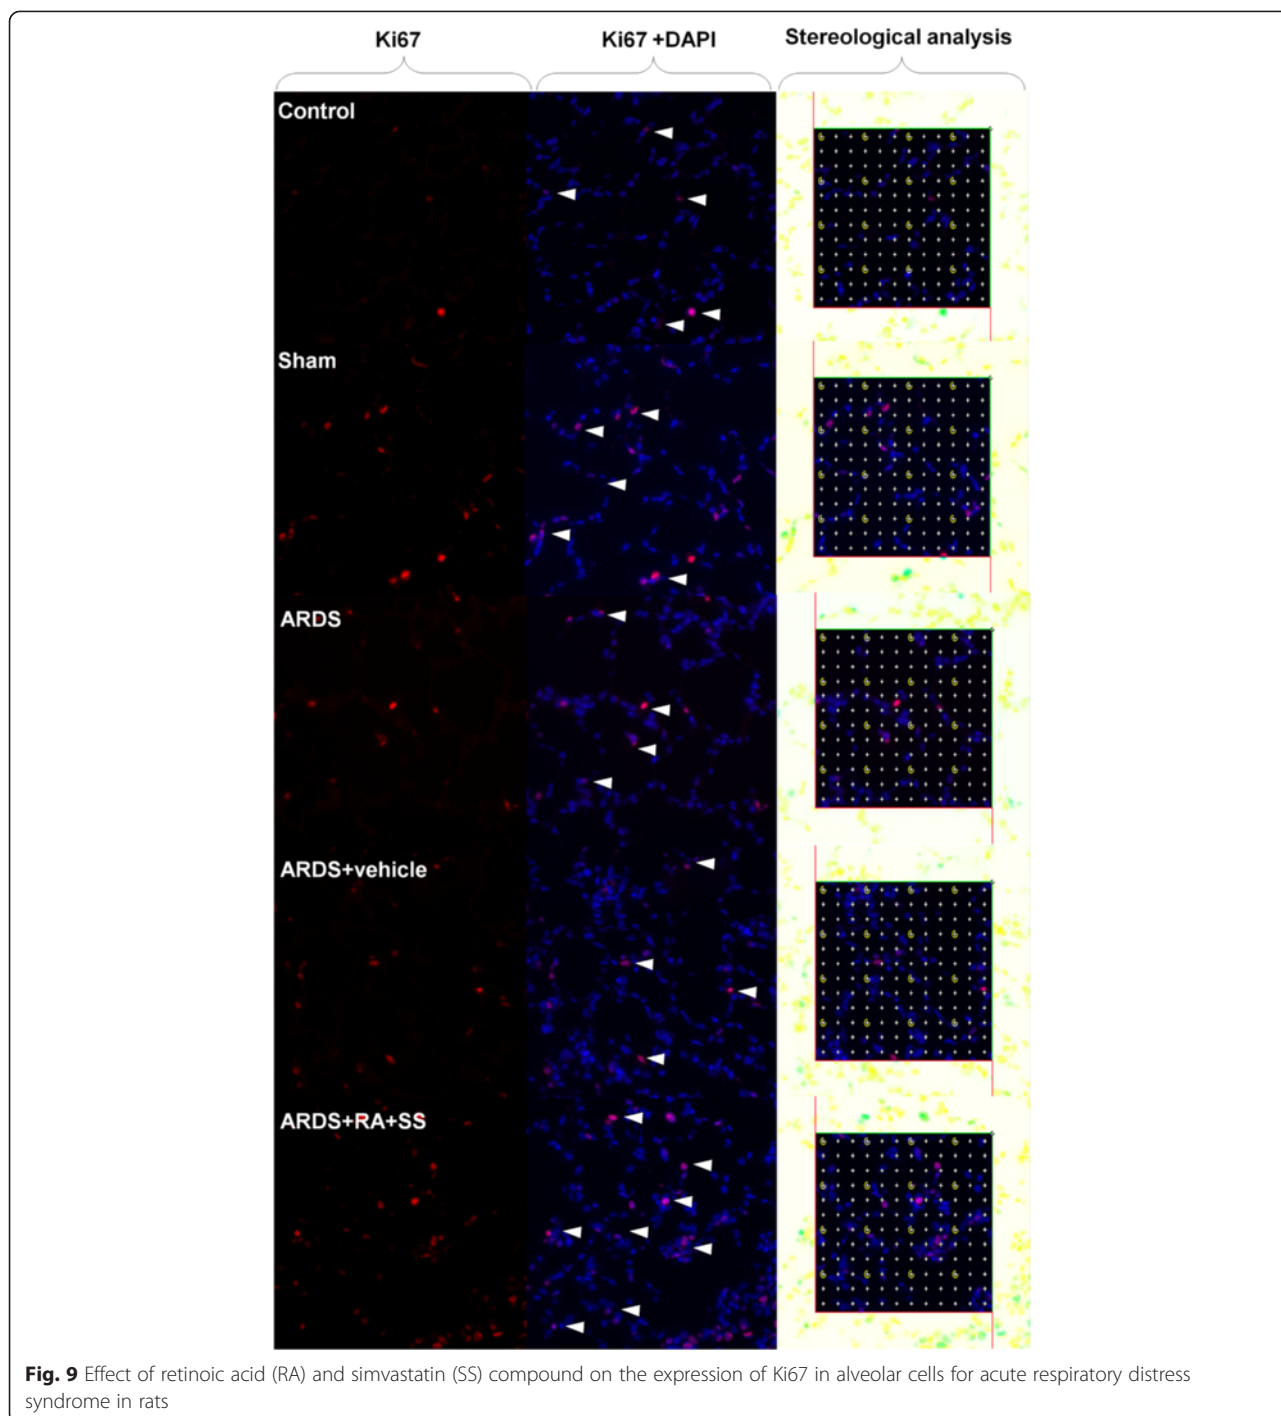 Ki67
Ki67 +DAPI
Stereological analysis
Control
Sham
ARDS
ARDS+vehicle
ARDS+RA+SS
Fig. 9 Effect of retinoic acid (RA) and simvastatin (SS) compound on the expression of Ki67 in alveolar cells for acute respiratory distress
syndrome in rats